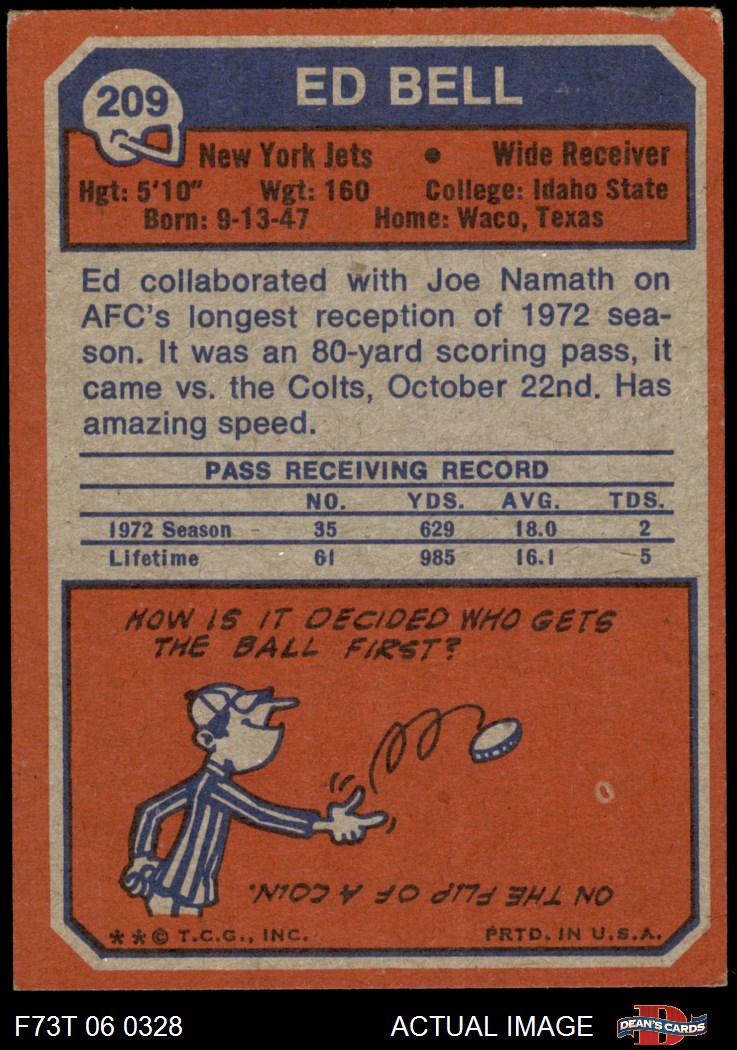 209
ED BELL
New York Jets • Wide Receiver
Hgt: 5'10" Wgt: 160 College: Idaho State
Born: 9-13-47 Home: Waco, Texas
Ed collaborated with Joe Namath on
AFC's longest reception of 1972 sea-
son. It was an 80-yard scoring pass, it
came vs. the Colts, October 22nd. Has
amazing speed.
PASS RECEIVING RECORD
NO. YDS. AVG. TDS.
1972 Season 35 629 18.0 2
Lifetime 61 985 16.1 5
HOW IS IT DECIDED WHO GETS
THE BALL FIRST?
ON THE FLIP OF A COIN.
**© T.C.G., INC. PRTD. IN U.S.A.
F73T 06 0328 ACTUAL IMAGE D DEAN'S CARDS